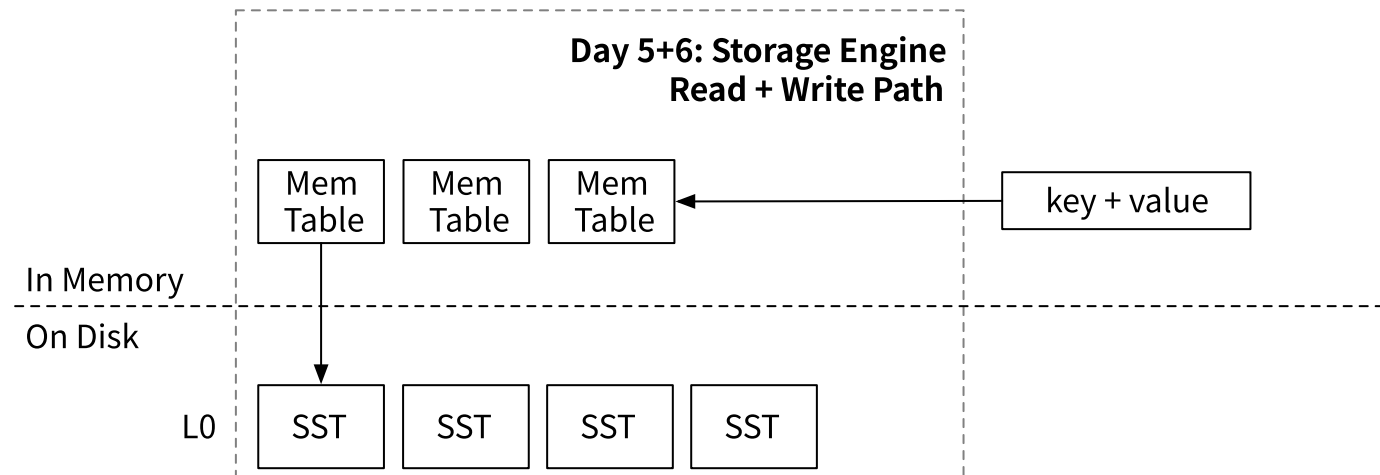 Day 5+6: Storage Engine
Read + Write Path
Mem
Table
Mem
Table
Mem
Table
key + value
In Memory
On Disk
L0
SST
SST
SST
SST